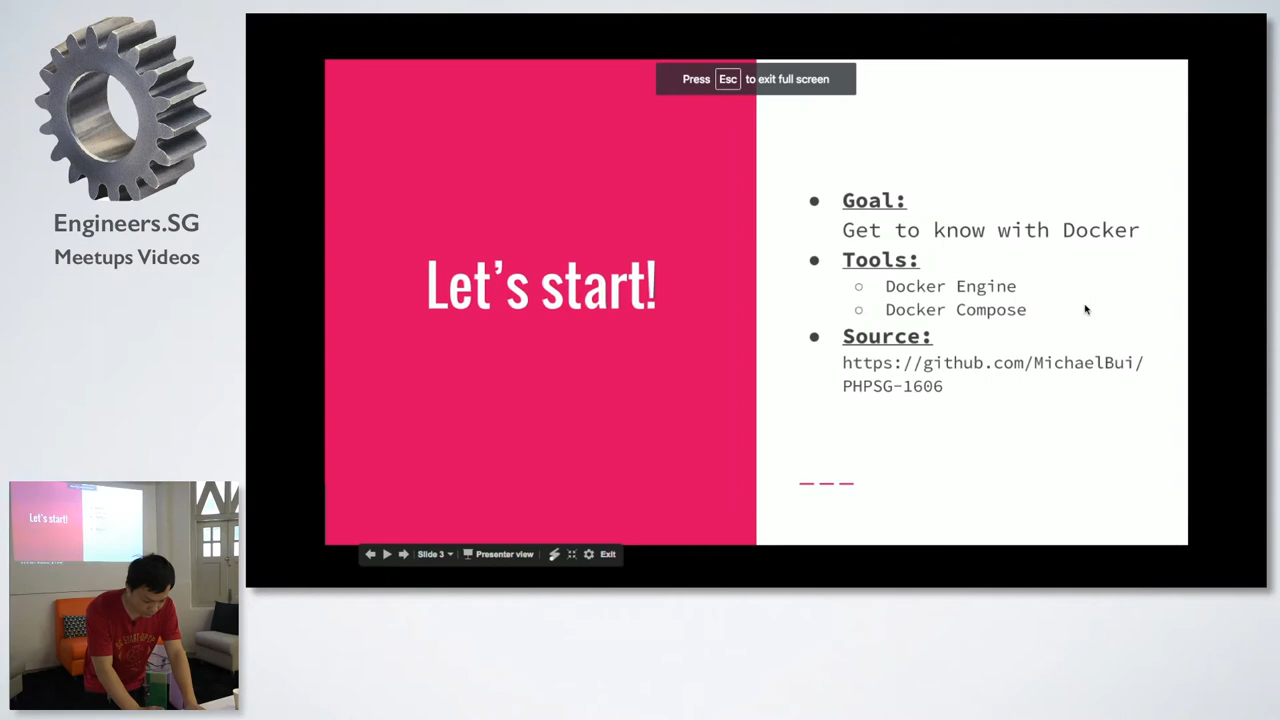 Engineers.SG
Meetups Videos
Press Esc to exit full screen
Let's start!
● Goal:
Get to know with Docker
● Tools:
○ Docker Engine
○ Docker Compose
● Source:
https://github.com/MichaelBui/
PHPSG-1606
Slide 3
Presenter view
Exit
Let's start!